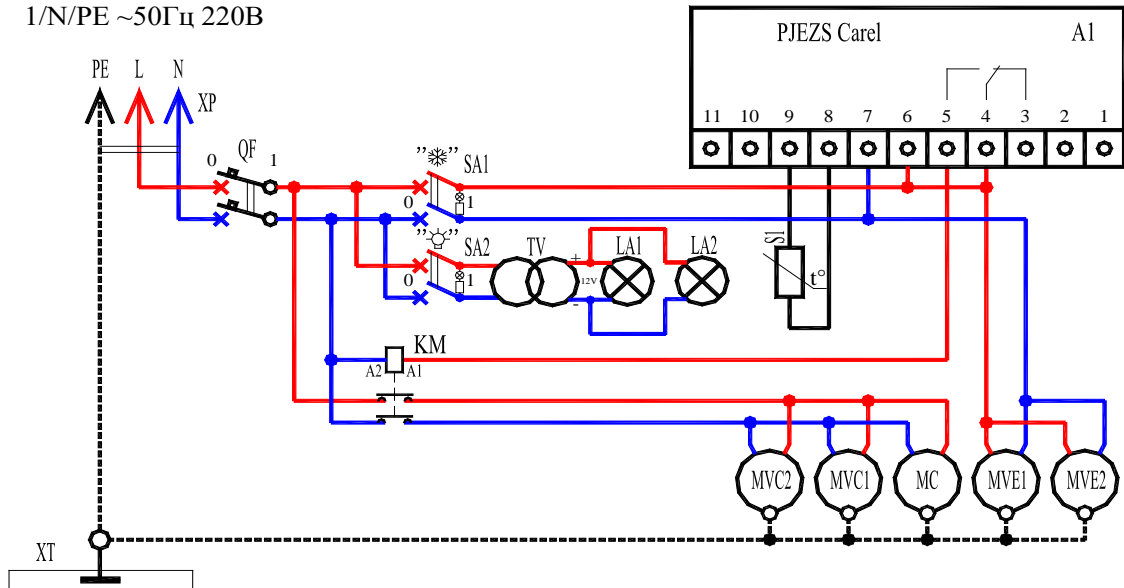 1/N/PE ~50Гц 220В
PJEZS Carel A1
PE L N
XP
11 10 9 8 7 6 5 4 3 2 1
QF
0 1
"❄" SA1
0 1
"💡" SA2
0 1
TV
+
12V
-
LA1
LA2
S1
t°
KM
A2 A1
MVC2 MVC1 MC MVE1 MVE2
XT